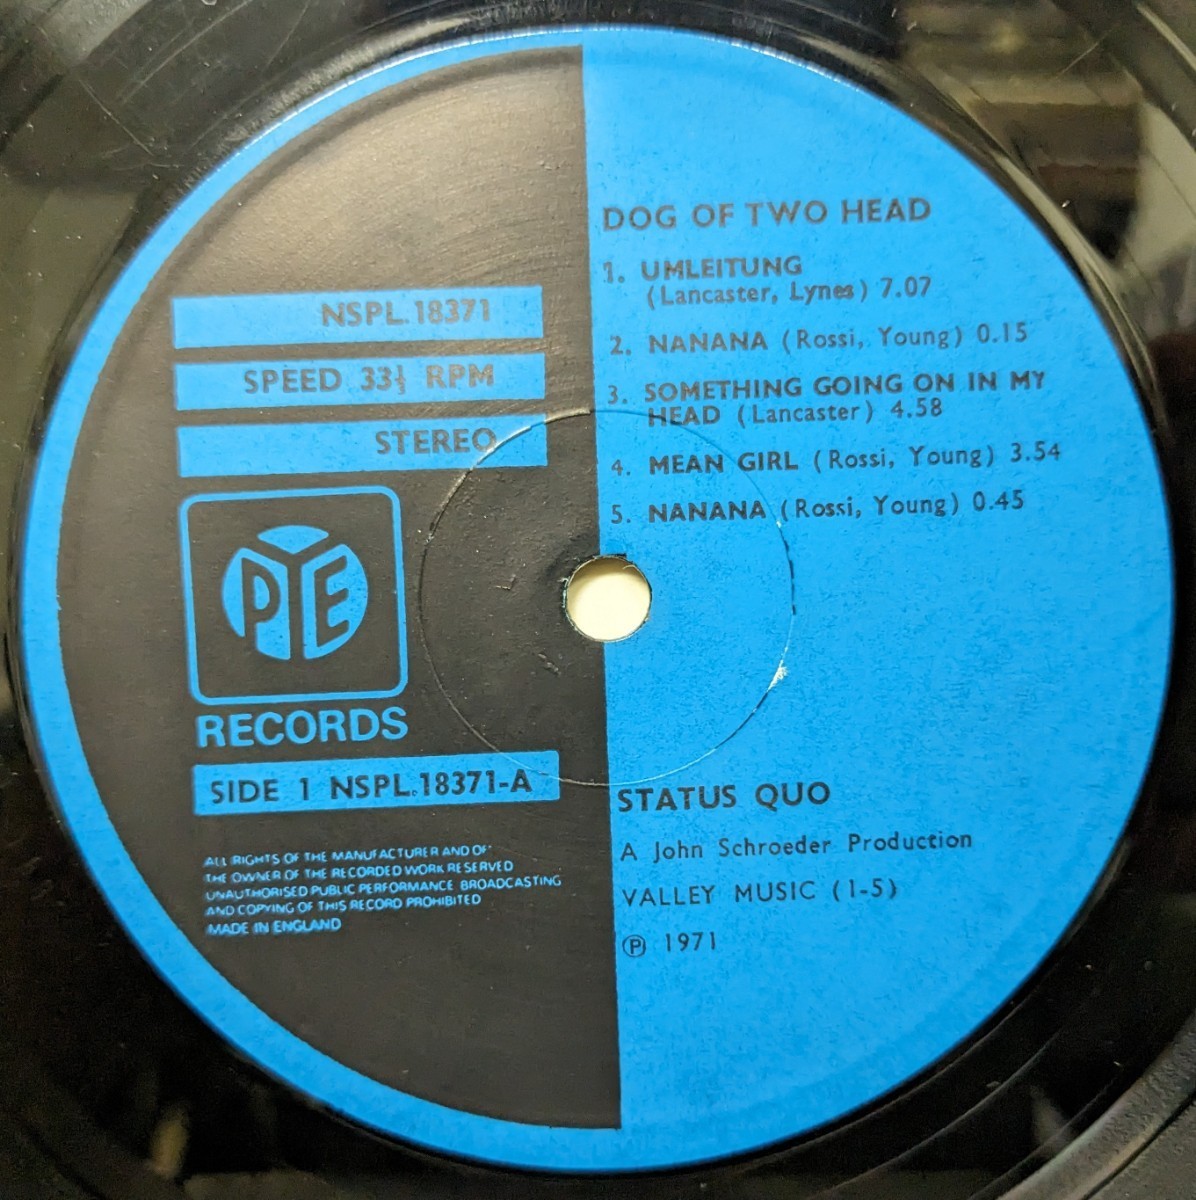 NSPL.18371
SPEED 33⅓ RPM
STEREO
PYE
RECORDS
SIDE 1 NSPL.18371-A
ALL RIGHTS OF THE MANUFACTURER AND OF
THE OWNER OF THE RECORDED WORK RESERVED
UNAUTHORISED PUBLIC PERFORMANCE BROADCASTING
AND COPYING OF THIS RECORD PROHIBITED
MADE IN ENGLAND
DOG OF TWO HEAD
1. UMLEITUNG
(Lancaster, Lynes) 7.07
2. NANANA (Rossi, Young) 0.15
3. SOMETHING GOING ON IN MY
HEAD (Lancaster) 4.58
4. MEAN GIRL (Rossi, Young) 3.54
5. NANANA (Rossi, Young) 0.45
STATUS QUO
A John Schroeder Production
VALLEY MUSIC (1-5)
Ⓟ 1971